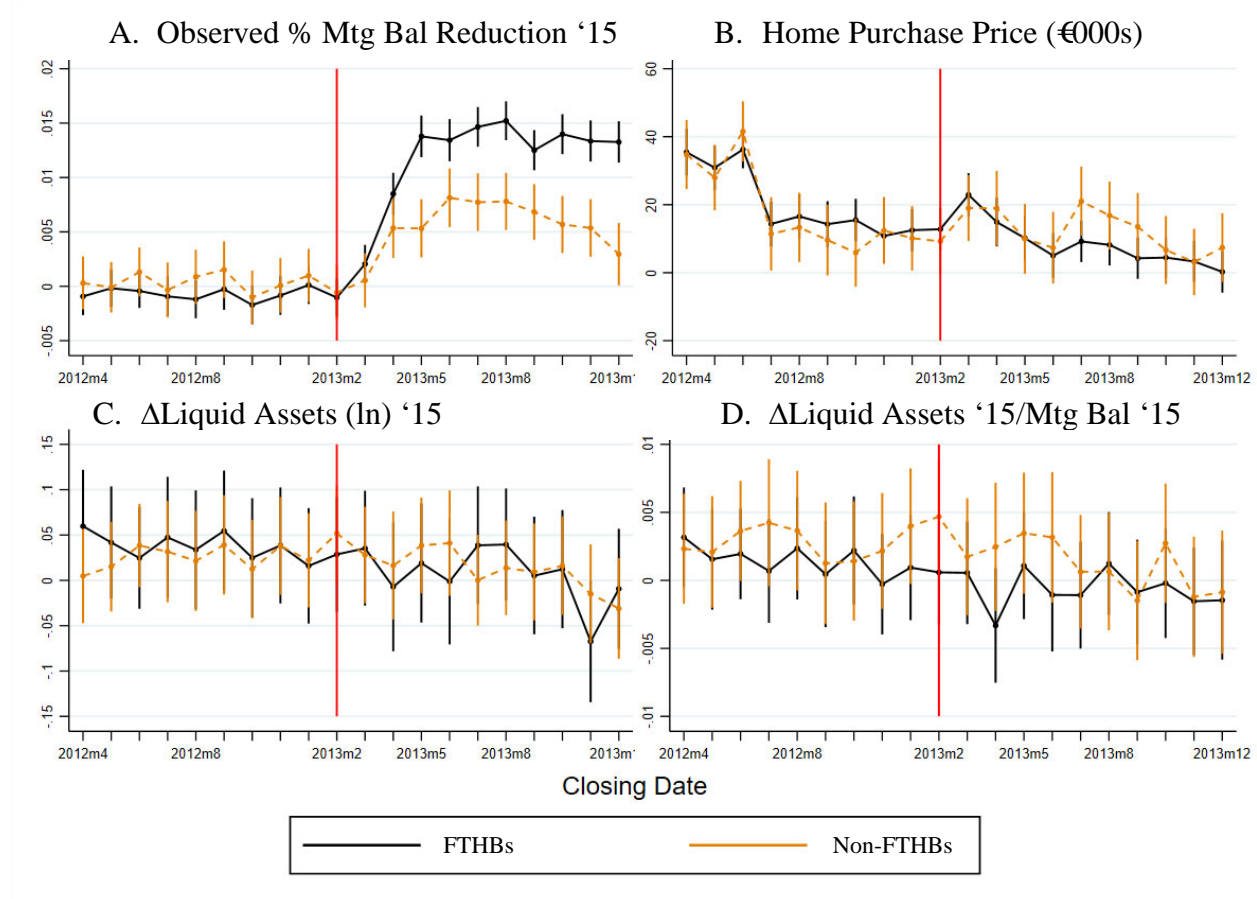 A. Observed % Mtg Bal Reduction ‘15
B. Home Purchase Price (€000s)
.02
.015
.01
.005
0
-.005
2012m4
2012m8
2013m2
2013m5
2013m8
2013m
60
40
20
0
-20
2012m4
2012m8
2013m2
2013m5
2013m8
2013m12
C. ΔLiquid Assets (ln) ‘15
D. ΔLiquid Assets ‘15/Mtg Bal ‘15
.15
.1
.05
0
-.05
-.1
-.15
2012m4
2012m8
2013m2
2013m5
2013m8
2013m
.01
.005
0
-.005
-.01
2012m4
2012m8
2013m2
2013m5
2013m8
2013m12
Closing Date
FTHBs
Non-FTHBs